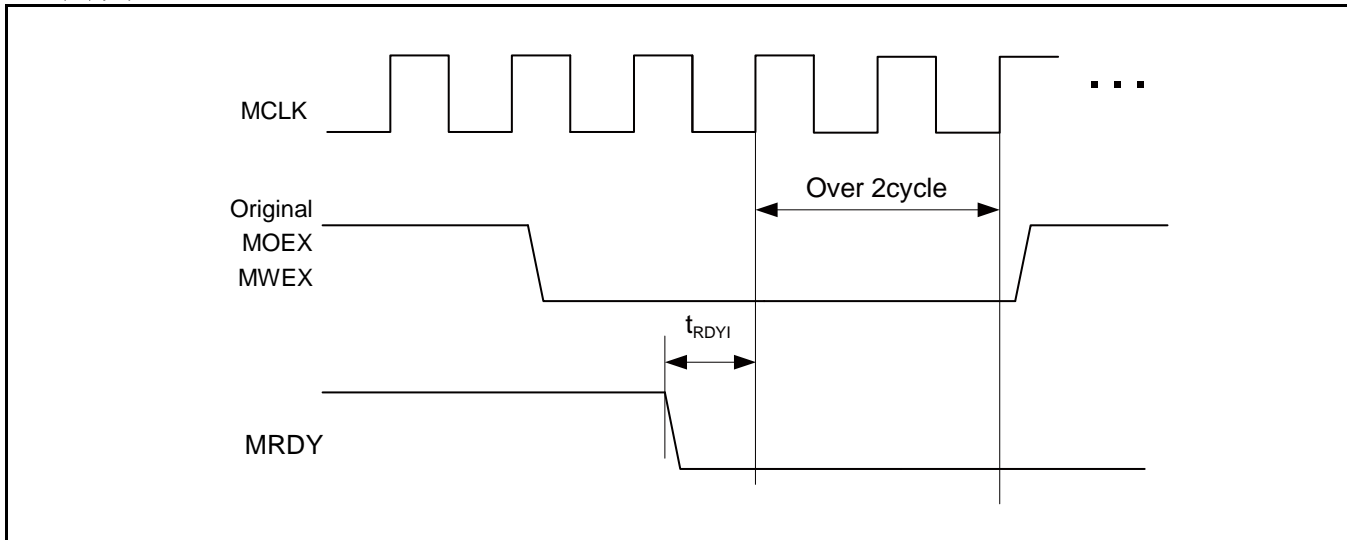 MCLK
. . .
Over 2cycle
Original
MOEX
MWEX
tRDYI
MRDY